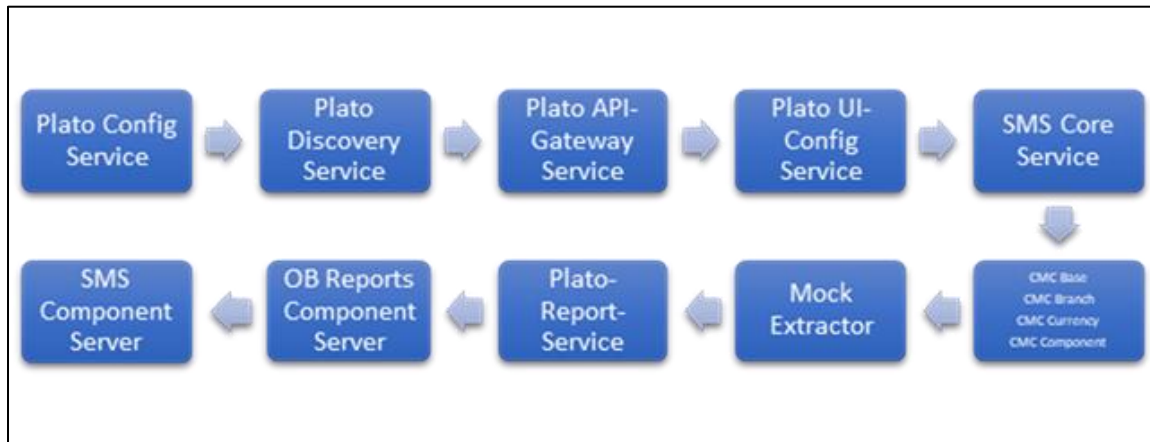 Plato Config
Service
Plato
Discovery
Service
Plato API-
Gateway
Service
Plato UI-
Config
Service
SMS Core
Service
CMC Base
CMC Branch
CMC Currency
CMC Component
Mock
Extractor
Plato-
Report-
Service
OB Reports
Component
Server
SMS
Component
Server